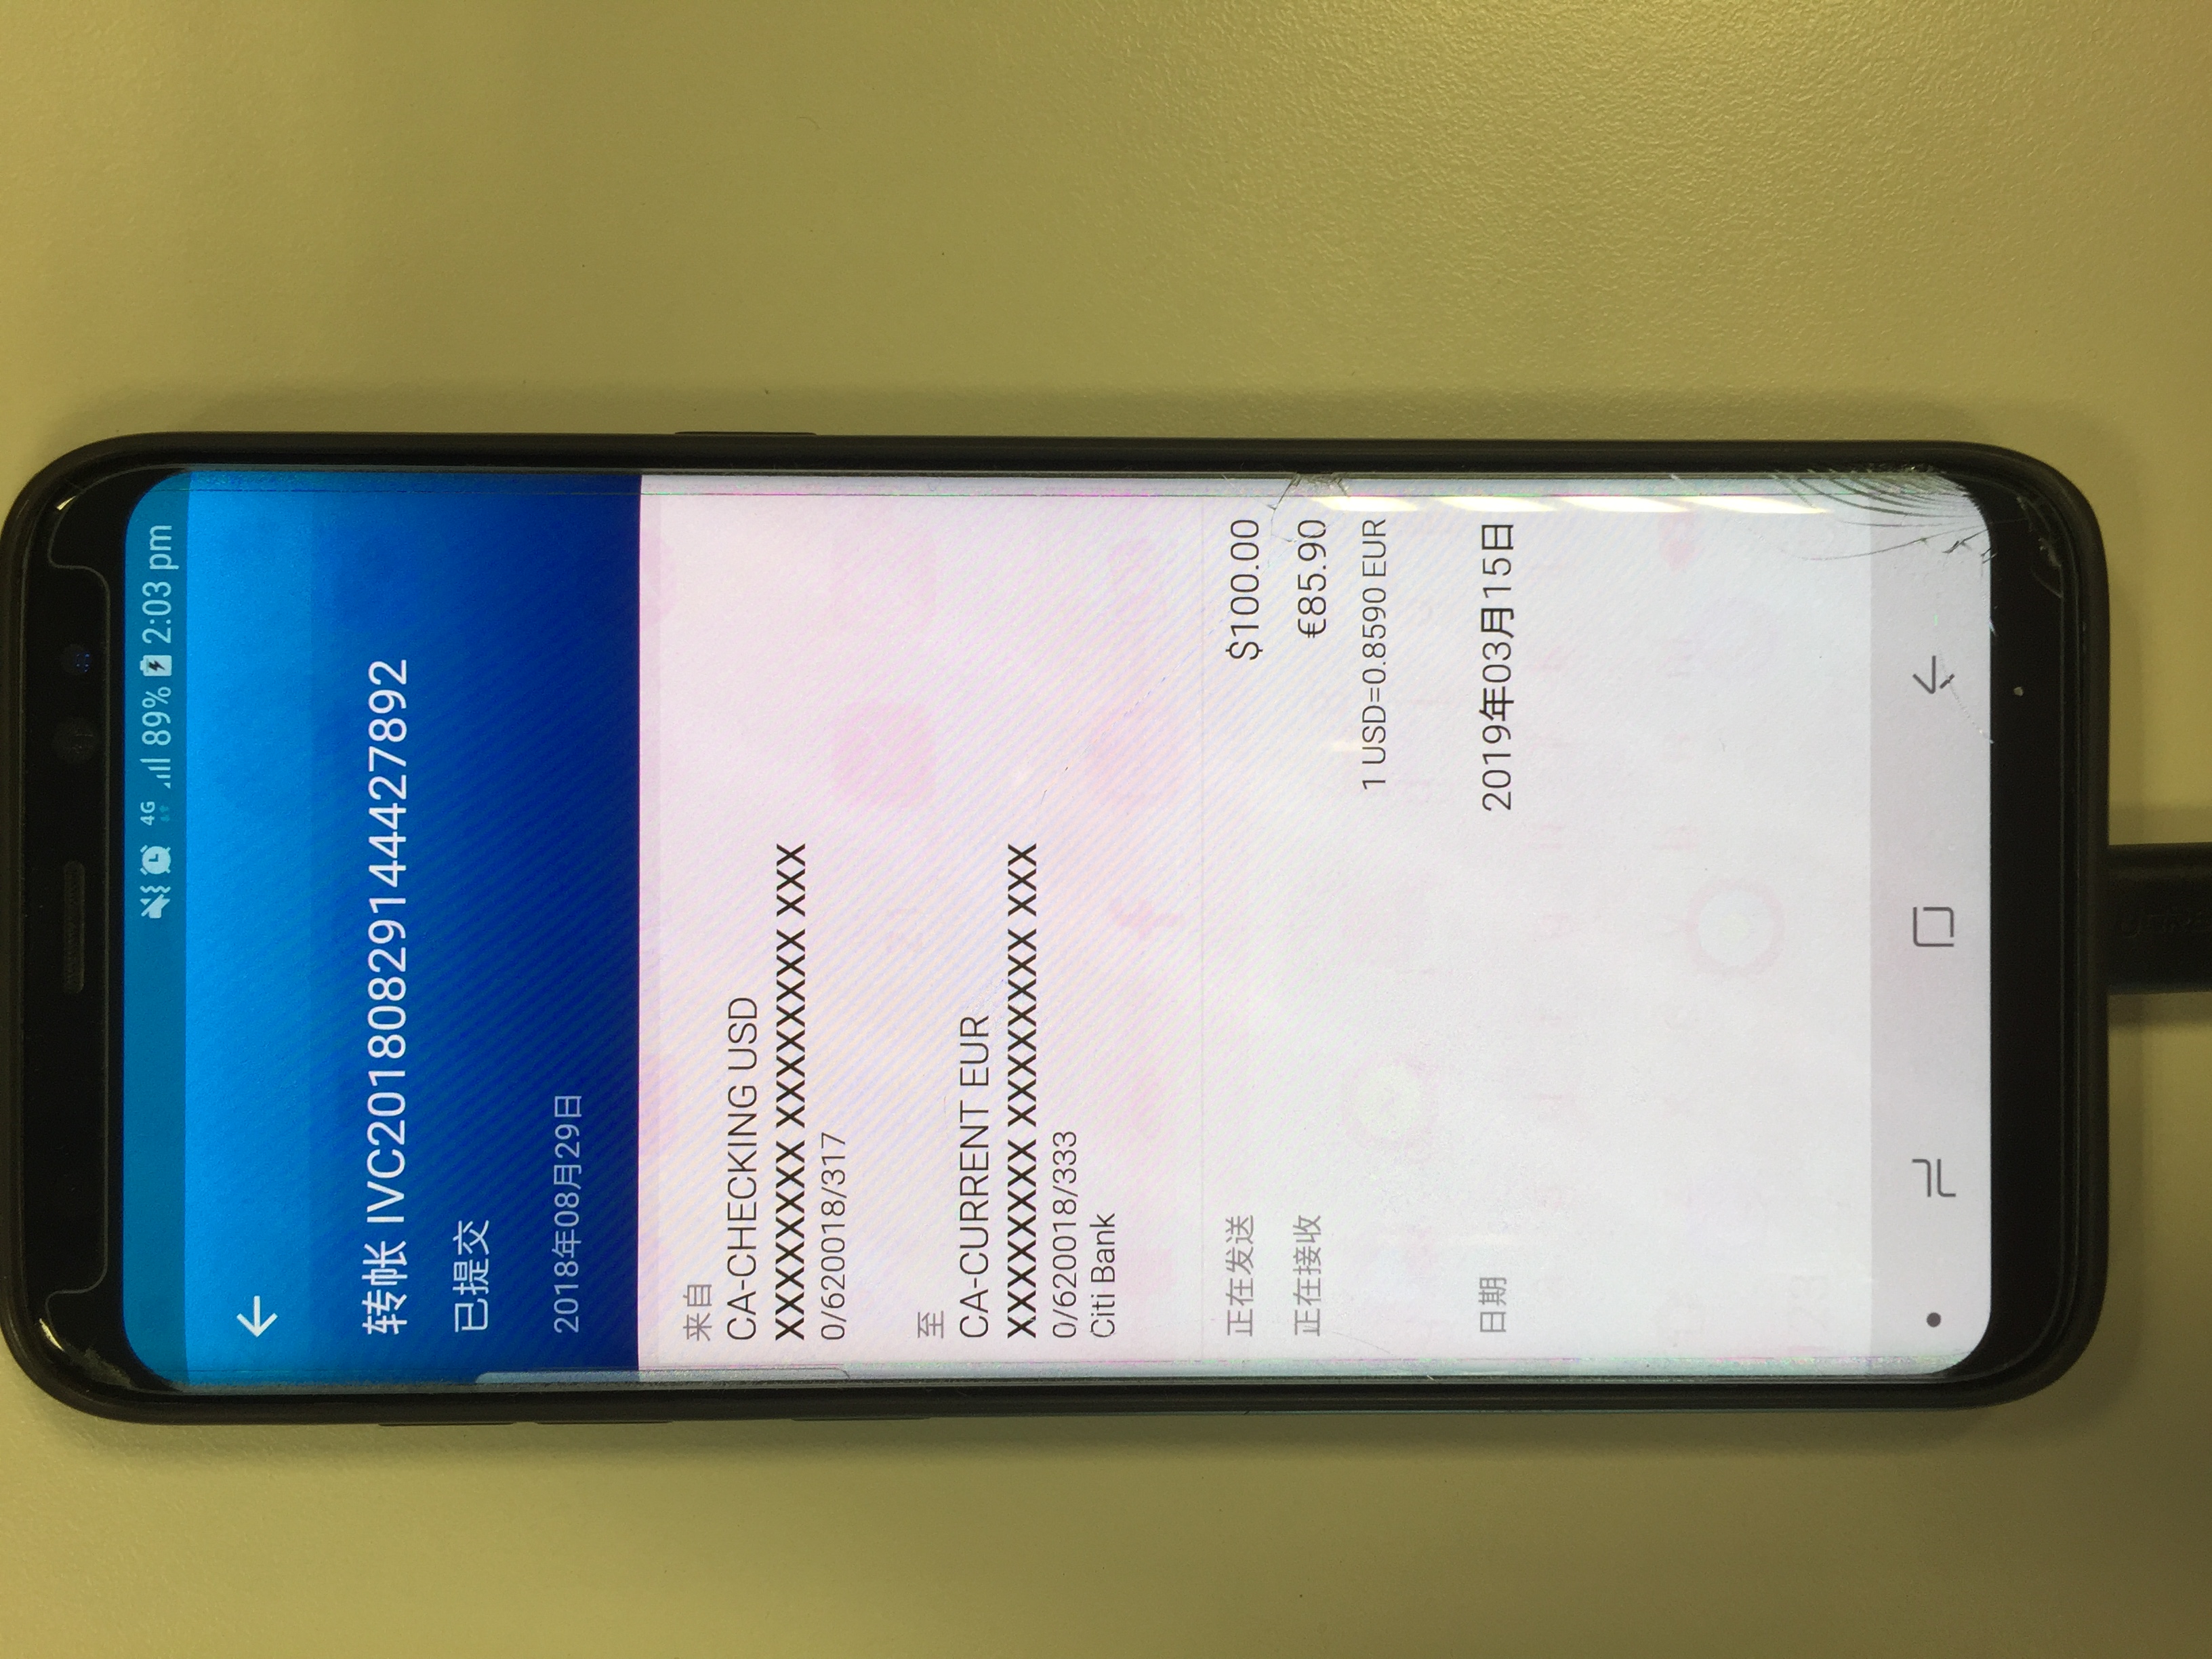 4G 89% 2:03 pm
转帐 IVC20180829144427892
已提交
2018年08月29日
来自
CA-CHECKING USD
XXXXXXXX XXXXXXXX XXX
0/620018/317
至
CA-CURRENT EUR
XXXXXXXX XXXXXXXX XXX
0/620018/333
Citi Bank
正在发送 $100.00
正在接收 €85.90
1 USD=0.8590 EUR
日期 2019年03月15日